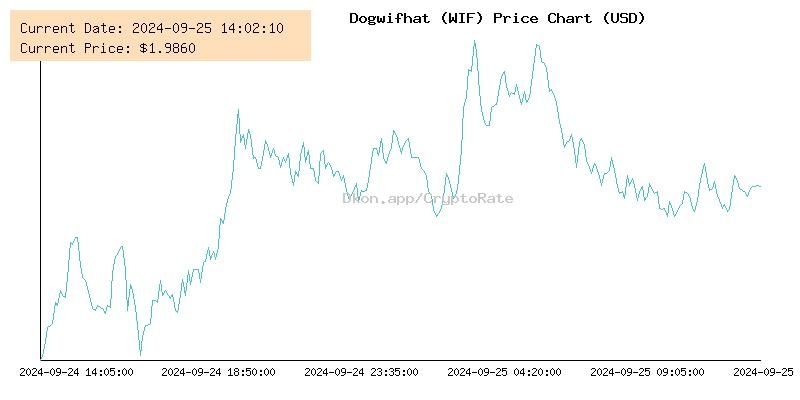 Dogwifhat (WIF) Price Chart (USD)
Current Date: 2024-09-25 14:02:10
Current Price: $1.9860
Dkon.app/CryptoRate
2024-09-24 14:05:00 2024-09-24 18:50:00 2024-09-24 23:35:00 2024-09-25 04:20:00 2024-09-25 09:05:00 2024-09-25